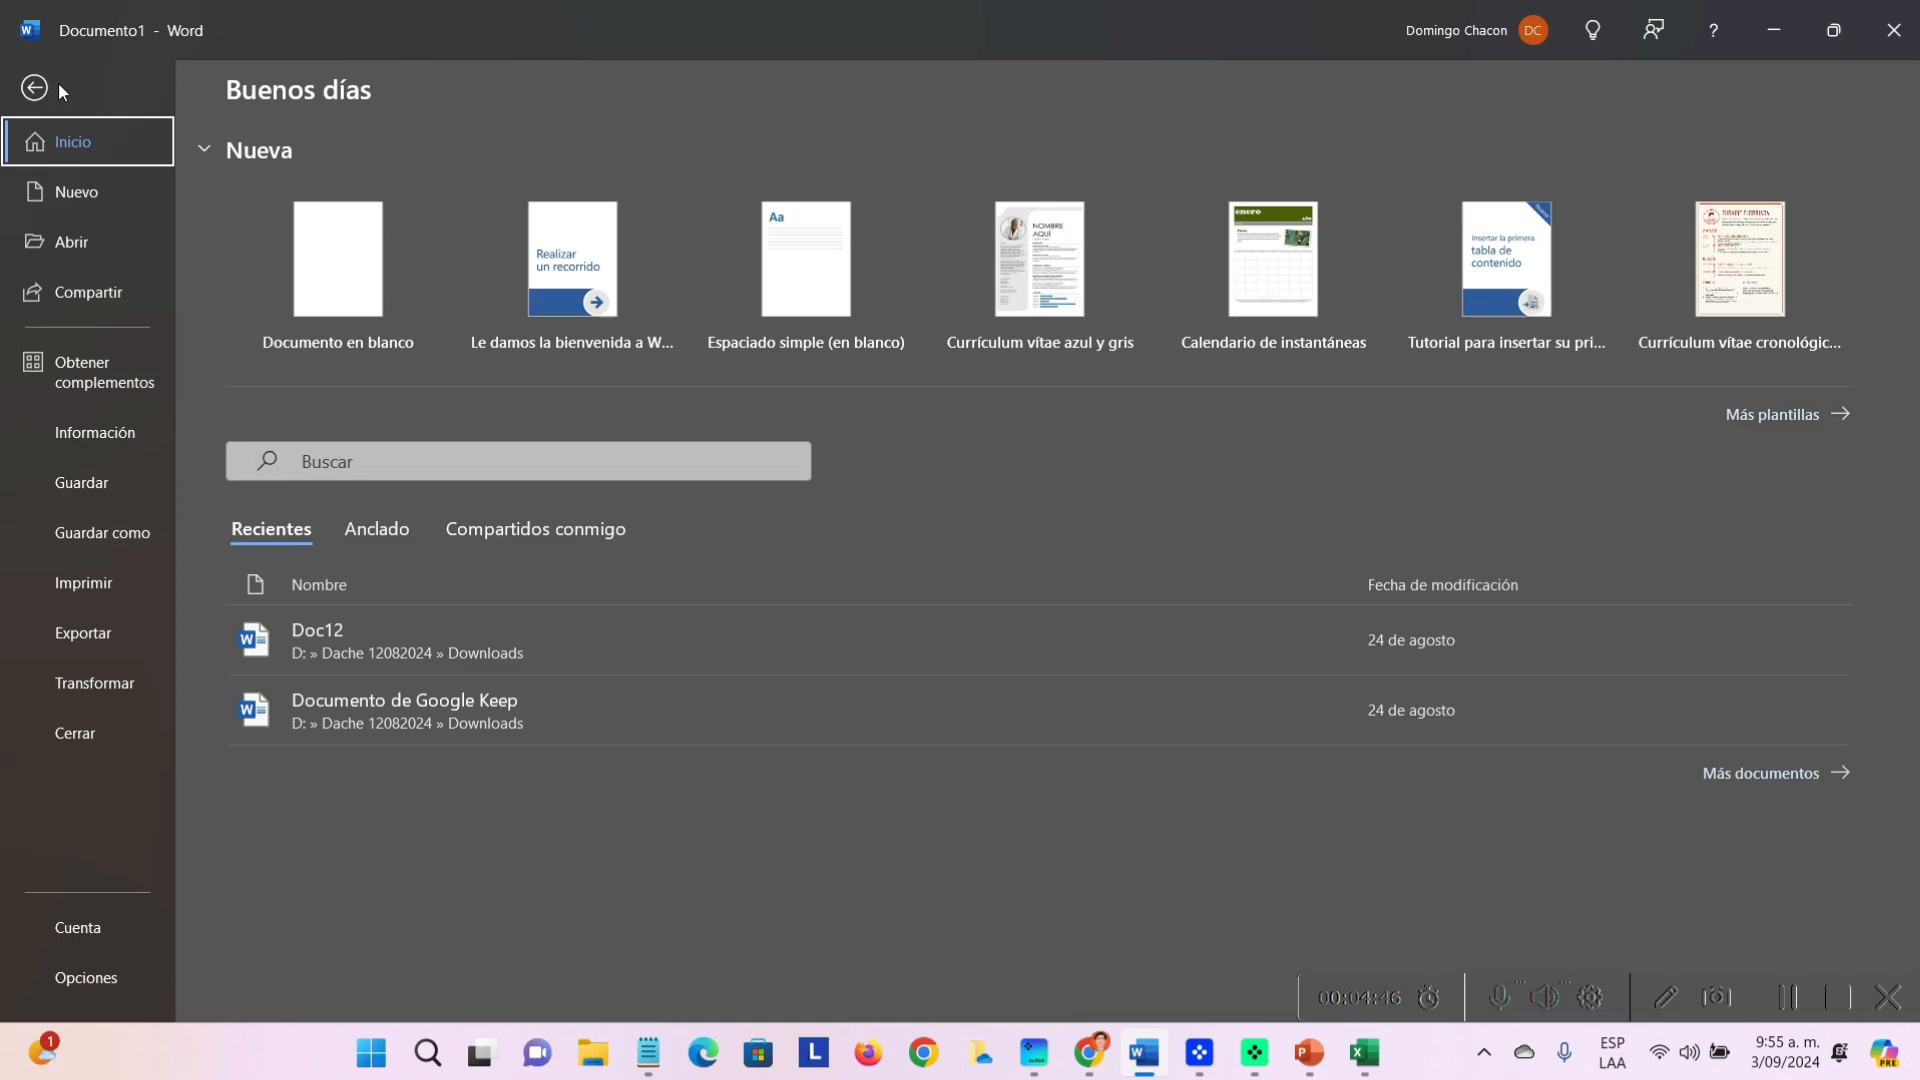 Documento1 - Word
Domingo Chacon DC
Buenos días
Inicio
Nueva
Nuevo
Abrir
Compartir
Realizar
un recorrido
Aa
NOMBRE
AQUÍ
enero
Insertar la primera
tabla de
contenido
Documento en blanco
Le damos la bienvenida a W...
Espaciado simple (en blanco)
Currículum vítae azul y gris
Calendario de instantáneas
Tutorial para insertar su pri...
Currículum vítae cronológic...
Obtener
complementos
Información
Guardar
Guardar como
Imprimir
Exportar
Transformar
Cerrar
Cuenta
Opciones
Más plantillas
Buscar
Recientes
Anclado
Compartidos conmigo
Nombre
Fecha de modificación
Doc12
D: » Dache 12082024 » Downloads
24 de agosto
Documento de Google Keep
D: » Dache 12082024 » Downloads
24 de agosto
Más documentos
00:04:46
1
ESP
LAA
9:55 a. m.
3/09/2024
PRE